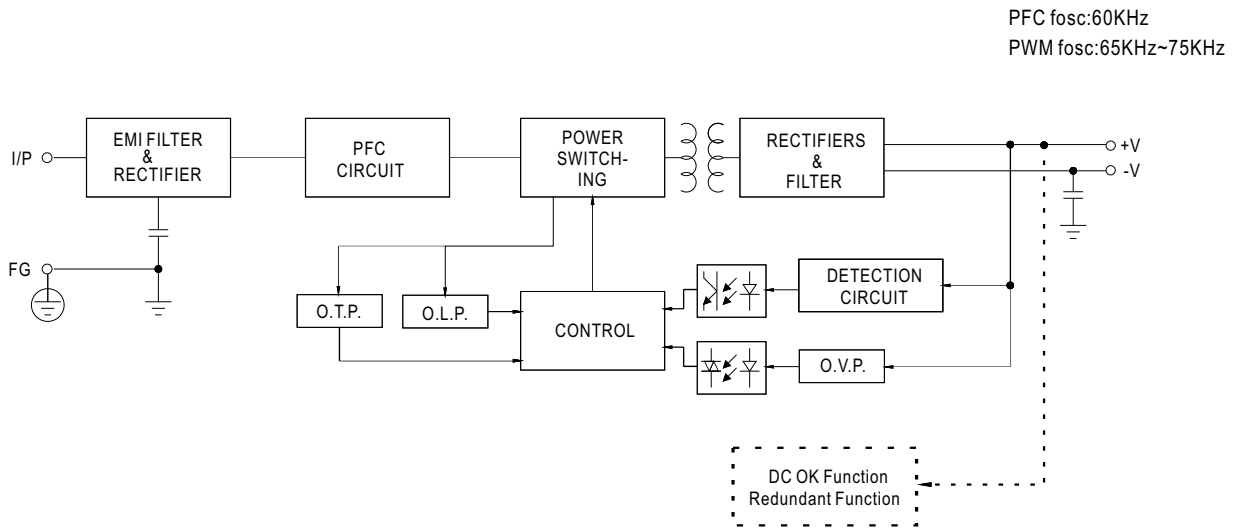 PFC fosc:60KHz
PWM fosc:65KHz~75KHz
I/P
EMI FILTER
&
RECTIFIER
PFC
CIRCUIT
POWER
SWITCH-
ING
RECTIFIERS
&
FILTER
+V
-V
FG
O.T.P.
O.L.P.
CONTROL
DETECTION
CIRCUIT
O.V.P.
DC OK Function
Redundant Function